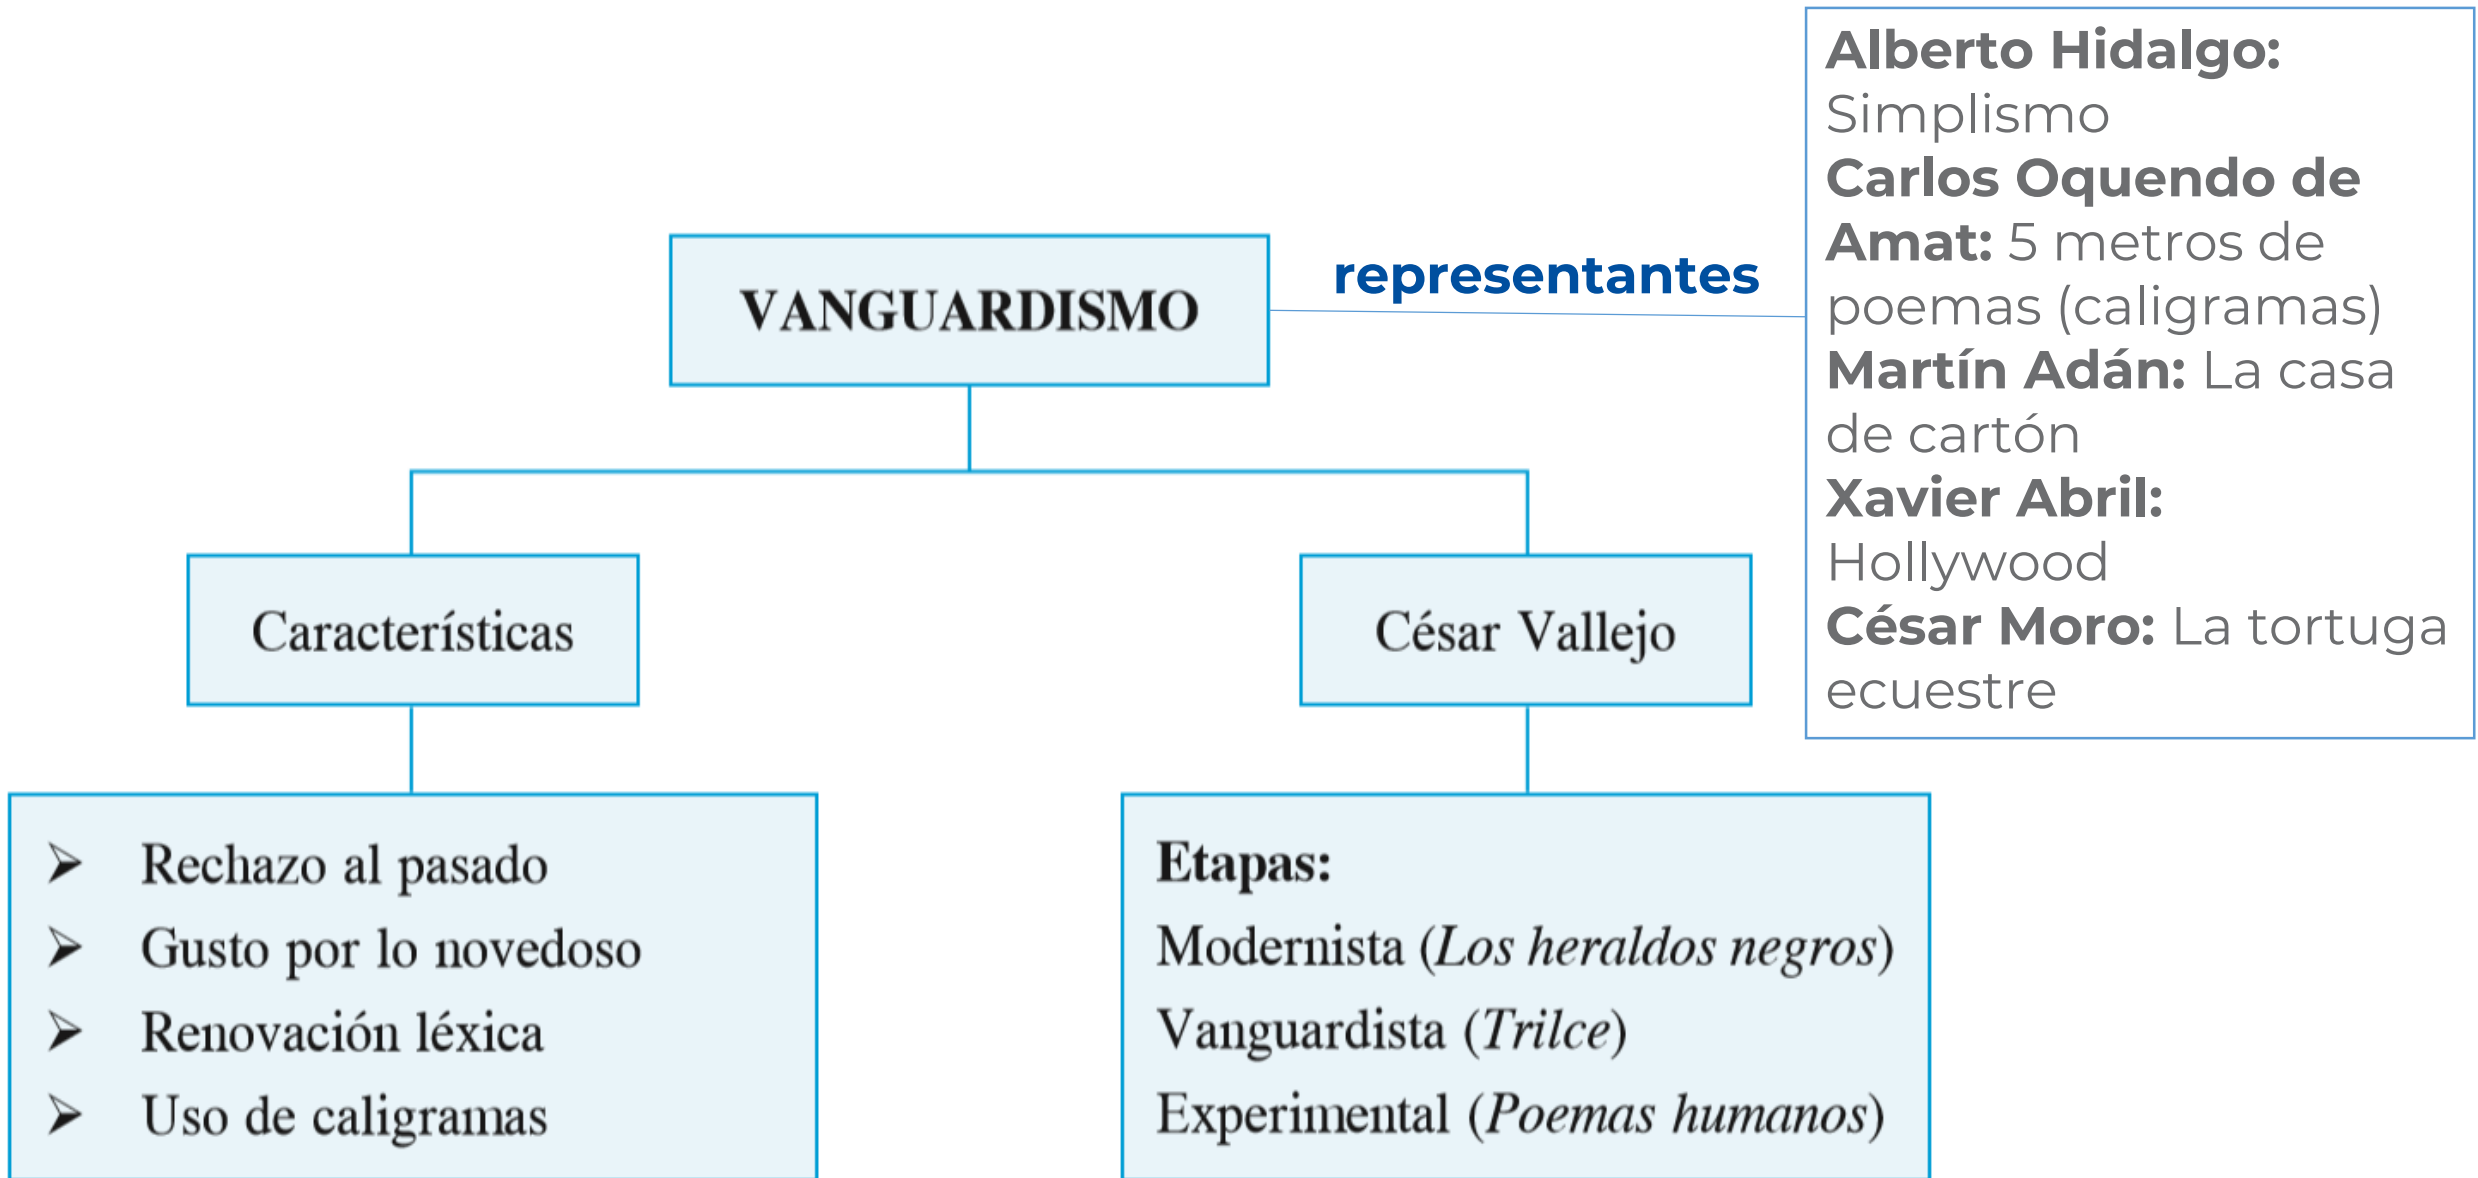 VANGUARDISMO
representantes
Alberto Hidalgo:
Simplismo
Carlos Oquendo de
Amat: 5 metros de
poemas (caligramas)
Martín Adán: La casa
de cartón
Xavier Abril:
Hollywood
César Moro: La tortuga
ecuestre
Características
➢ Rechazo al pasado
➢ Gusto por lo novedoso
➢ Renovación léxica
➢ Uso de caligramas
César Vallejo
Etapas:
Modernista (Los heraldos negros)
Vanguardista (Trilce)
Experimental (Poemas humanos)